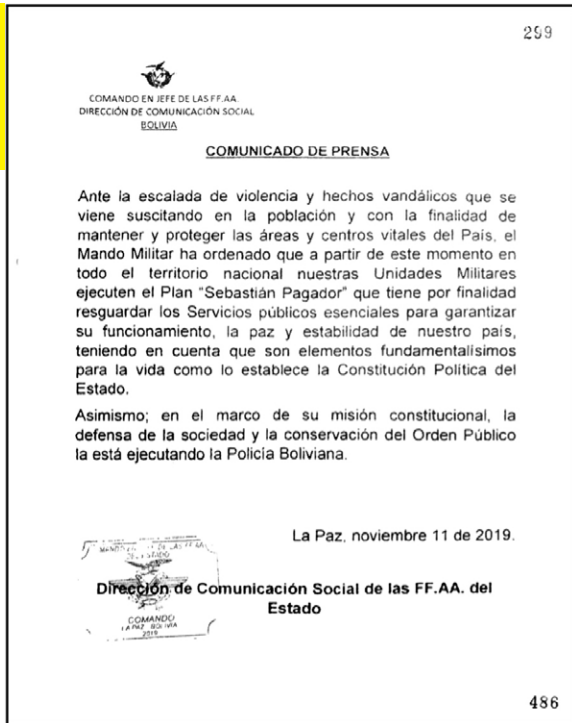 299
COMANDO EN JEFE DE LAS FF.AA.
DIRECCIÓN DE COMUNICACIÓN SOCIAL
BOLIVIA
COMUNICADO DE PRENSA
Ante la escalada de violencia y hechos vandálicos que se
viene suscitando en la población y con la finalidad de
mantener y proteger las áreas y centros vitales del País, el
Mando Militar ha ordenado que a partir de este momento en
todo el territorio nacional nuestras Unidades Militares
ejecuten el Plan "Sebastián Pagador" que tiene por finalidad
resguardar los Servicios públicos esenciales para garantizar
su funcionamiento, la paz y estabilidad de nuestro país,
teniendo en cuenta que son elementos fundamentalísimos
para la vida como lo establece la Constitución Política del
Estado.
Asimismo; en el marco de su misión constitucional, la
defensa de la sociedad y la conservación del Orden Público
la está ejecutando la Policía Boliviana.
La Paz, noviembre 11 de 2019.
DE LAS FF.AA.
DEL ESTADO
Dirección de Comunicación Social de las FF.AA. del
Estado
COMANDO
LA PAZ BOLIVIA
2019
486